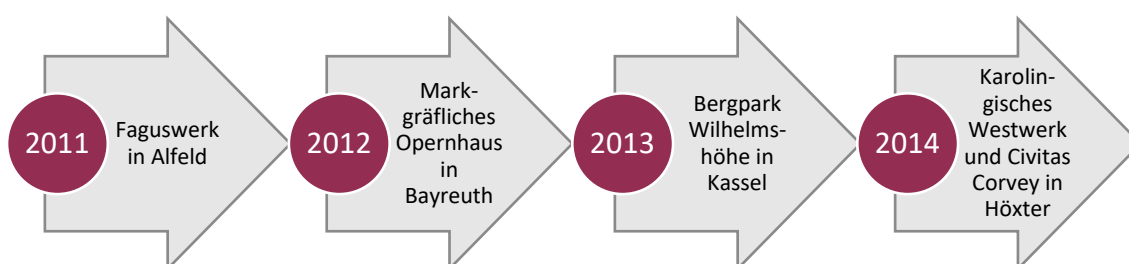 2011
Faguswerk
in Alfeld
2012
Mark-
gräfliches
Opernhaus
in
Bayreuth
2013
Bergpark
Wilhelms-
höhe in
Kassel
2014
Karolin-
gisches
Westwerk
und Civitas
Corvey in
Höxter